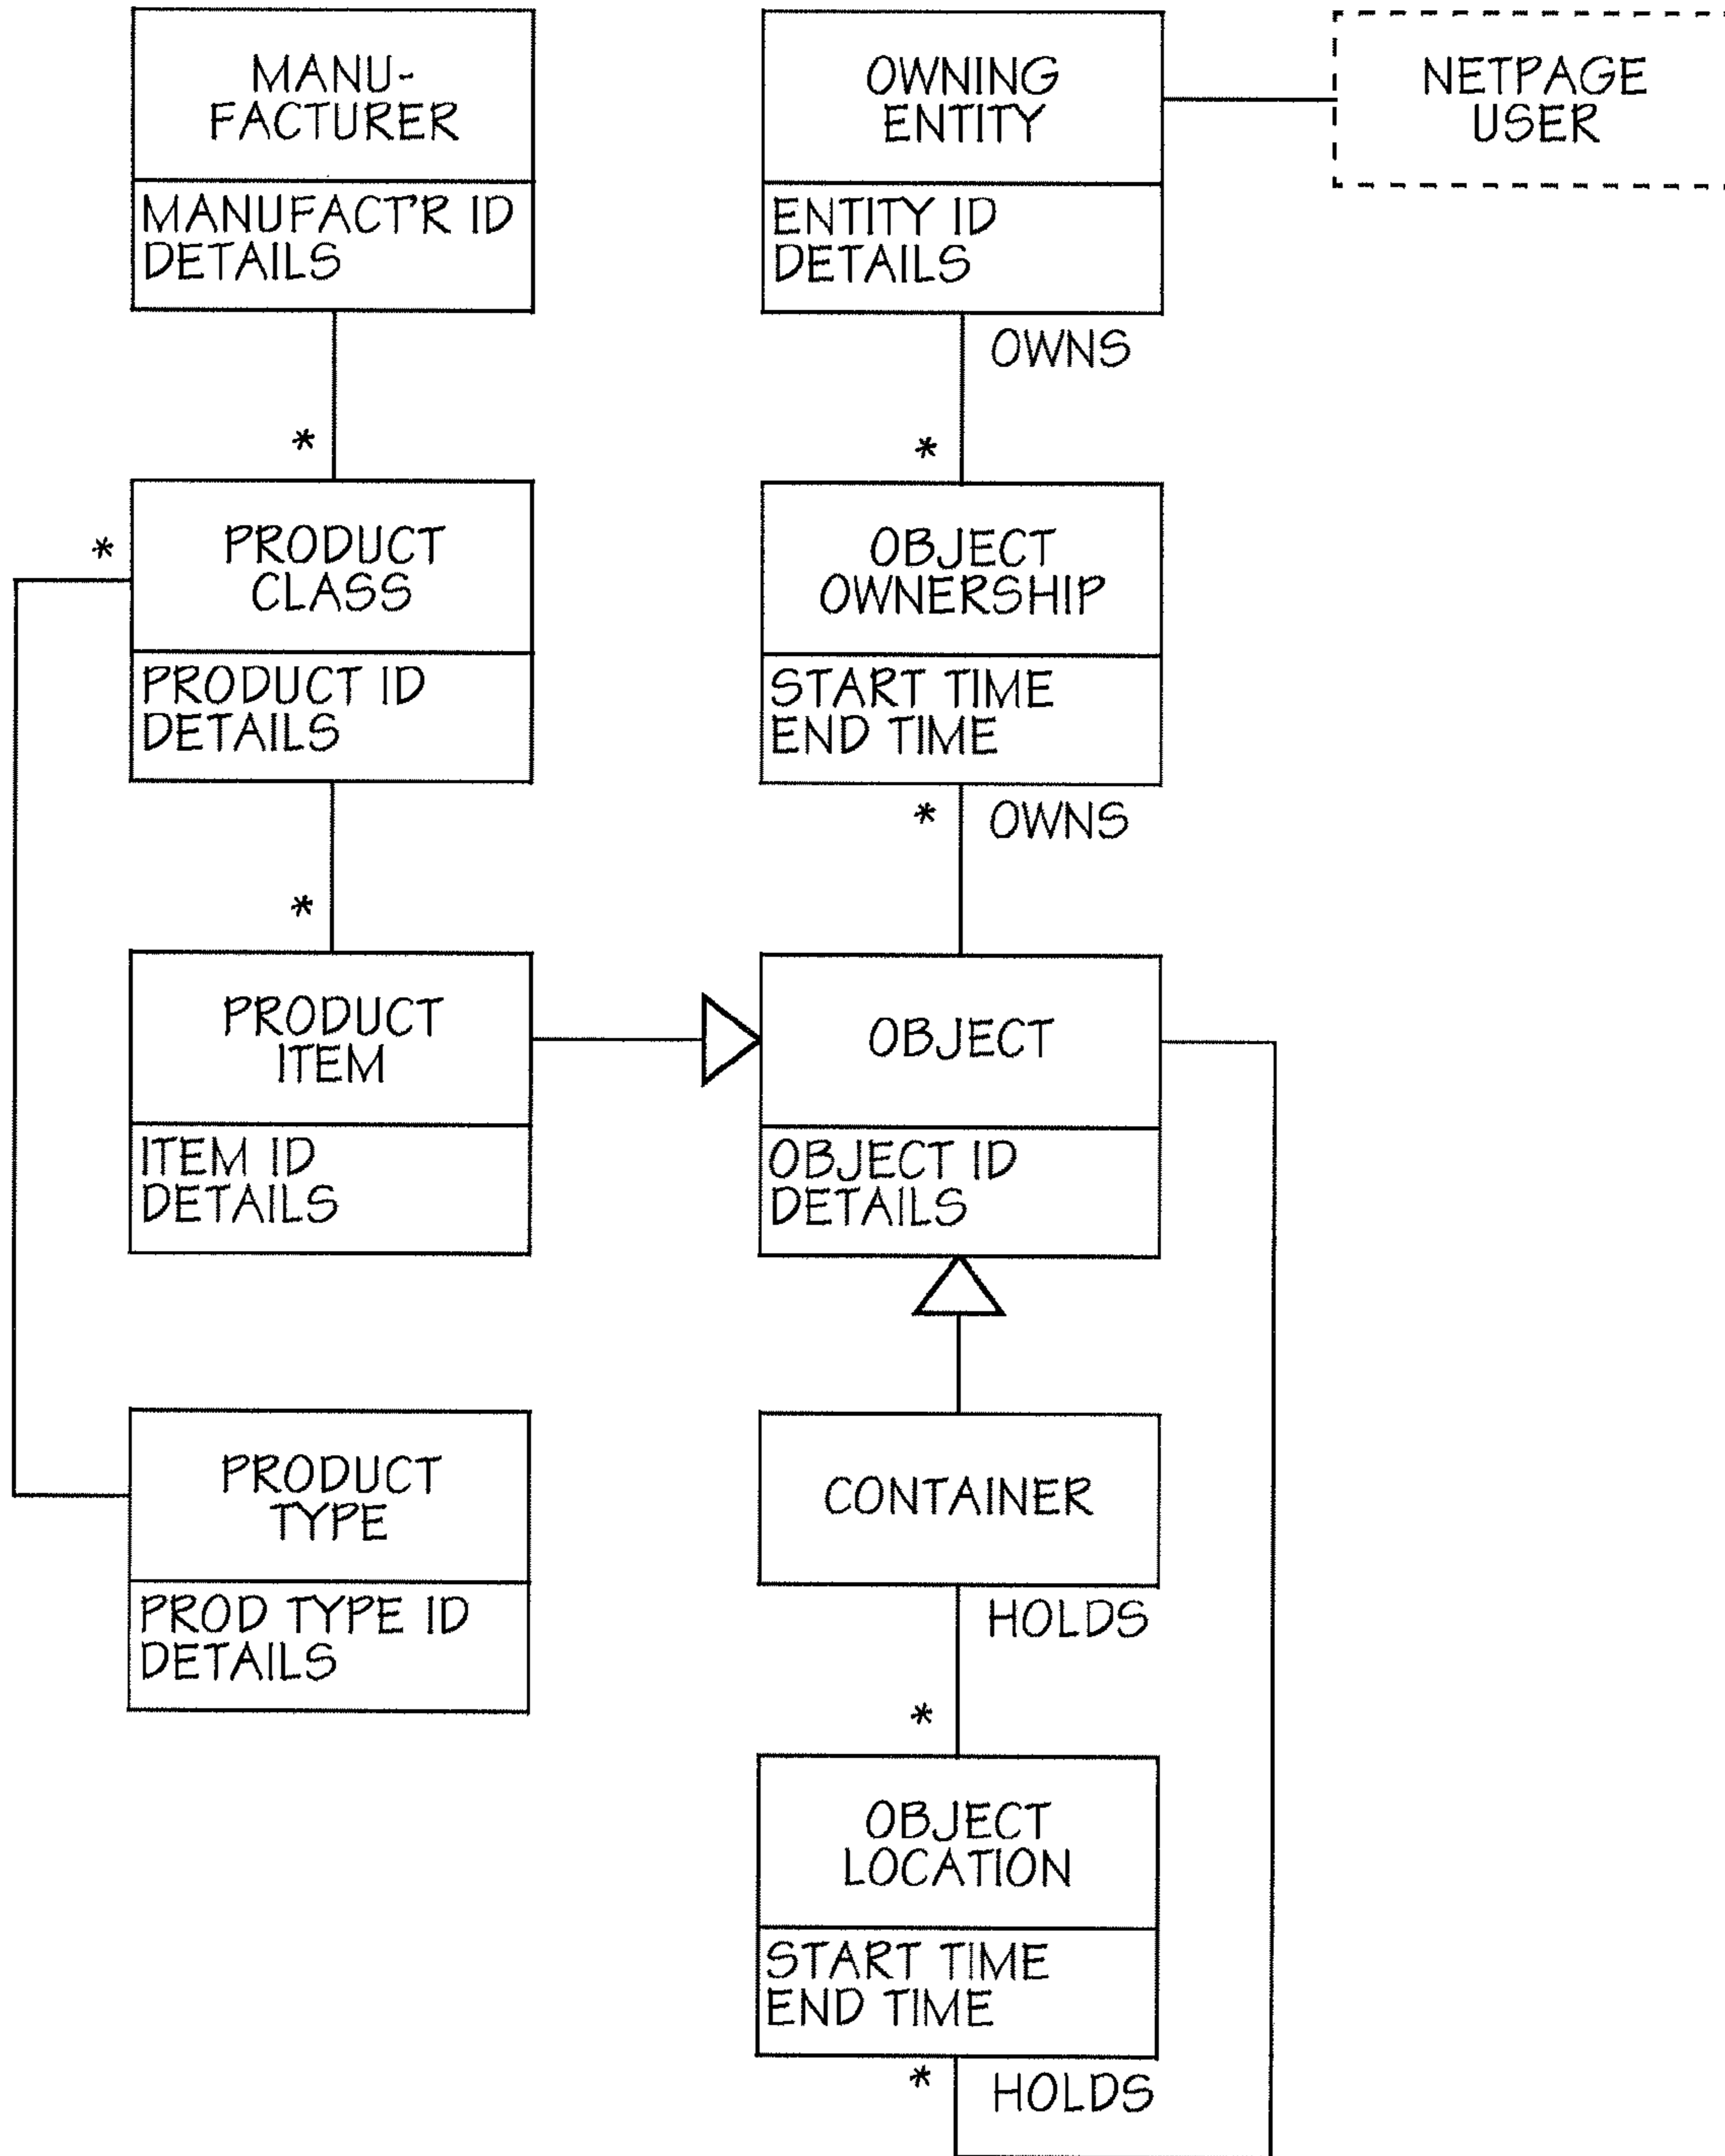 MANU-
FACTURER
MANUFACT'R ID
DETAILS
OWNING
ENTITY
ENTITY ID
DETAILS
NETPAGE
USER
OWNS
*
*
*
PRODUCT
CLASS
PRODUCT ID
DETAILS
OBJECT
OWNERSHIP
START TIME
END TIME
*
OWNS
*
PRODUCT
ITEM
ITEM ID
DETAILS
OBJECT
OBJECT ID
DETAILS
PRODUCT
TYPE
PROD TYPE ID
DETAILS
CONTAINER
HOLDS
*
OBJECT
LOCATION
START TIME
END TIME
*
HOLDS